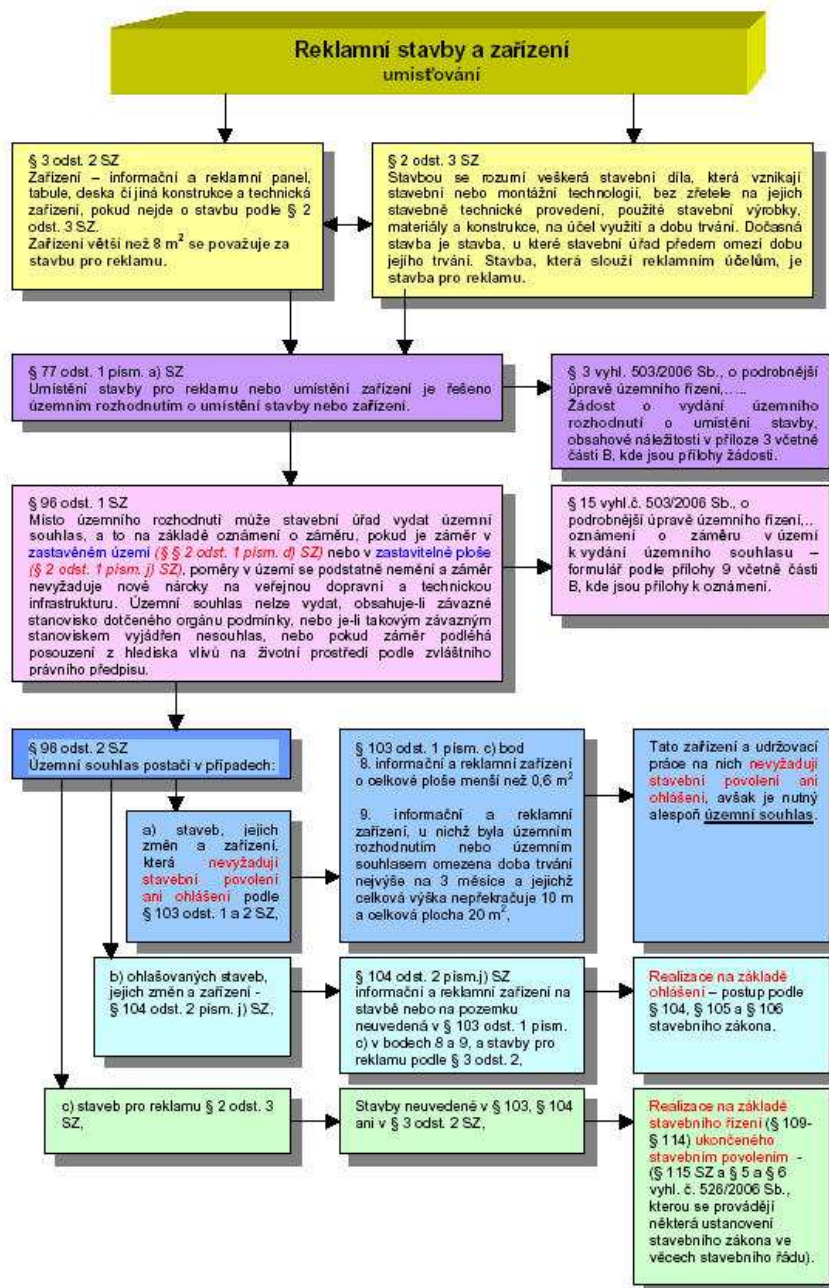 Reklamní stavby a zařízení
umisťování
§ 3 odst. 2 SZ
Zařízení – informační a reklamní panel,
tabule, deska či jiná konstrukce a technická
zařízení, pokud nejde o stavbu podle § 2
odst. 3 SZ.
Zařízení větší než 8 m² se považuje za
stavbu pro reklamu.
§ 2 odst. 3 SZ
Stavbou se rozumí veškerá stavební díla, která vznikají
stavební nebo montážní technologií, bez zřetele na jejich
stavebně technické provedení, použité stavební výrobky,
materiály a konstrukce, na účel využití a dobu trvání. Dočasná
stavba je stavba, u které stavební úřad předem omezí dobu
jejího trvání. Stavba, která slouží reklamním účelům, je
stavba pro reklamu.
§ 77 odst. 1 písm. a) SZ
Umístění stavby pro reklamu nebo umístění zařízení je řešeno
územním rozhodnutím o umístění stavby nebo zařízení.
§ 3 vyhl. 503/2006 Sb., o podrobnější
úpravě územního řízení,.....
Žádost o vydání územního
rozhodnutí o umístění stavby,
obsahové náležitosti v příloze 3 včetně
části B, kde jsou přílohy žádosti.
§ 96 odst. 1 SZ
Místo územního rozhodnutí může stavební úřad vydat územní
souhlas, a to na základě oznámení o záměru, pokud je záměr v
zastavěném území (§ § 2 odst. 1 písm. d) SZ) nebo v zastavitelné ploše
(§ 2 odst. 1 písm. j) SZ), poměry v území se podstatně nemění a záměr
nevyžaduje nové nároky na veřejnou dopravní a technickou
infrastrukturu. Územní souhlas nelze vydat, obsahuje-li závazné
stanovisko dotčeného orgánu podmínky, nebo je-li takovým závazným
stanoviskem vyjádřen nesouhlas, nebo pokud záměr podléhá
posouzení z hlediska vlivů na životní prostředí podle zvláštního
právního předpisu.
§ 15 vyhl.č. 503/2006 Sb., o
podrobnější úpravě územního řízení,..
oznámení o záměru v území
k vydání územního souhlasu –
formulář podle přílohy 9 včetně části
B, kde jsou přílohy k oznámení.
§ 96 odst. 2 SZ
Územní souhlas postačí v případech:
a) staveb, jejich
změn a zařízení,
která nevyžadují
stavební povolení
ani ohlášení podle
§ 103 odst. 1 a 2 SZ,
§ 103 odst. 1 písm. c) bod
8. informační a reklamní zařízení
o celkové ploše menší než 0,6 m²
9. informační a reklamní
zařízení, u nichž byla územním
rozhodnutím nebo územním
souhlasem omezena doba trvání
nejvýše na 3 měsíce a jejichž
celková výška nepřekračuje 10 m
a celková plocha 20 m²,
Tato zařízení a udržovací
práce na nich nevyžadují
stavební povolení ani
ohlášení, avšak je nutný
alespoň územní souhlas.
b) ohlašovaných staveb,
jejich změn a zařízení -
§ 104 odst. 2 písm. j) SZ,
§ 104 odst. 2 písm.j) SZ
informační a reklamní zařízení na
stavbě nebo na pozemku
neuvedená v § 103 odst. 1 písm.
c) v bodech 8 a 9, a stavby pro
reklamu podle § 3 odst. 2,
Realizace na základě
ohlášení – postup podle
§ 104, § 105 a § 106
stavebního zákona.
c) staveb pro reklamu § 2 odst. 3
SZ,
Stavby neuvedené v § 103, § 104
ani v § 3 odst. 2 SZ,
Realizace na základě
stavebního řízení (§ 109-
§ 114) ukončeného
stavebním povolením -
(§ 115 SZ a § 5 a § 6
vyhl. č. 526/2006 Sb.,
kterou se provádějí
některá ustanovení
stavebního zákona ve
věcech stavebního řádu).